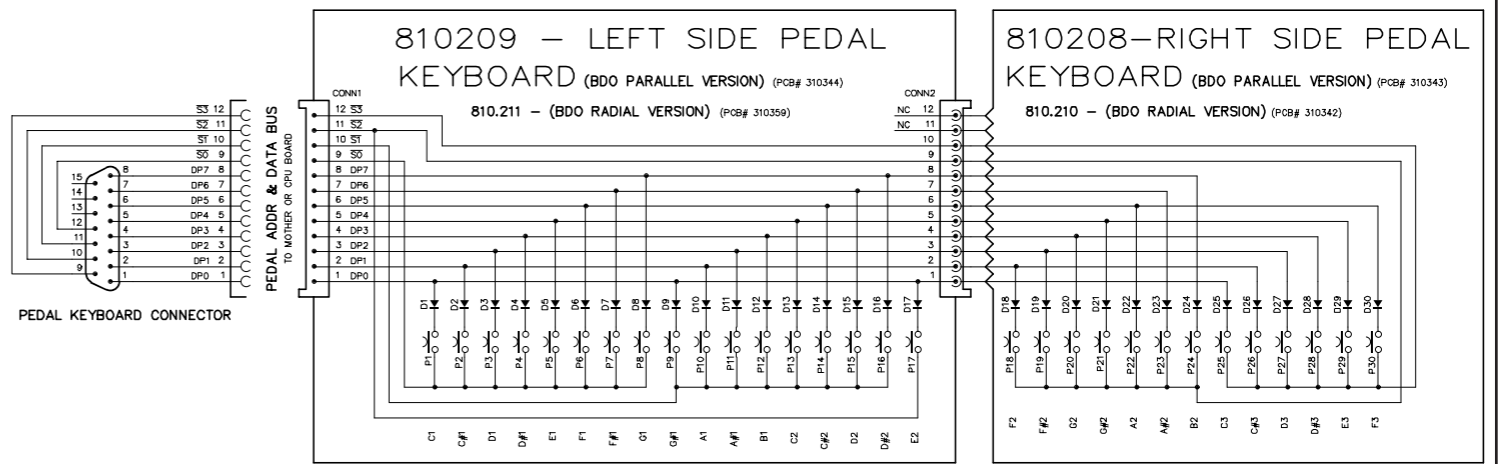 810209 – LEFT SIDE PEDAL
KEYBOARD (BDO PARALLEL VERSION) (PCB# 310344)
810.211 – (BDO RADIAL VERSION) (PCB# 310359)
810208–RIGHT SIDE PEDAL
KEYBOARD (BDO PARALLEL VERSION) (PCB# 310343)
810.210 – (BDO RADIAL VERSION) (PCB# 310342)
S3 12
S2 11
S1 10
S0 9
DP7 8
DP6 7
DP5 6
DP4 5
DP3 4
DP2 3
DP1 2
DP0 1
15
14
13
12
11
10
9
8
7
6
5
4
3
2
1
PEDAL KEYBOARD CONNECTOR
PEDAL ADDR & DATA BUS
TO MOTHER OR CPU BOARD
CONN1
12 S3
11 S2
10 S1
9 S0
8 DP7
7 DP6
6 DP5
5 DP4
4 DP3
3 DP2
2 DP1
1 DP0
CONN2
NC 12
NC 11
10
9
8
7
6
5
4
3
2
1
D1 D2 D3 D4 D5 D6 D7 D8 D9 D10 D11 D12 D13 D14 D15 D16 D17
P1 P2 P3 P4 P5 P6 P7 P8 P9 P10 P11 P12 P13 P14 P15 P16 P17
C1 C#1 D1 D#1 E1 F1 F#1 G1 G#1 A1 A#1 B1 C2 C#2 D2 D#2 E2
D18 D19 D20 D21 D22 D23 D24 D25 D26 D27 D28 D29 D30
P18 P19 P20 P21 P22 P23 P24 P25 P26 P27 P28 P29 P30
F2 F#2 G2 G#2 A2 A#2 B2 C3 C#3 D3 D#3 E3 F3